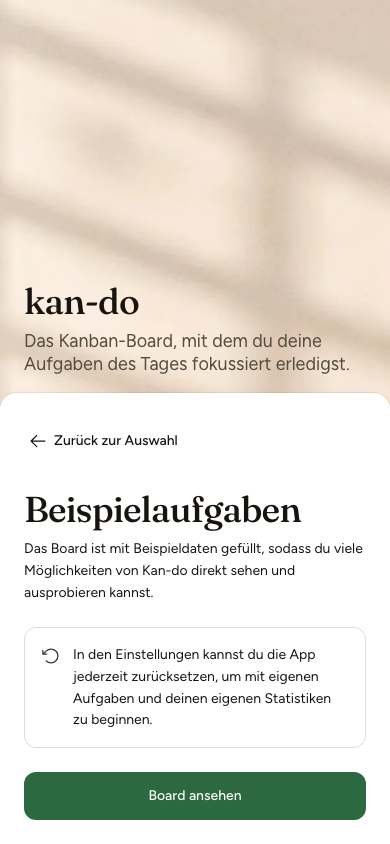 kan-do
Das Kanban-Board, mit dem du deine
Aufgaben des Tages fokussiert erledigst.
Zurück zur Auswahl
Beispielaufgaben
Das Board ist mit Beispieldaten gefüllt, sodass du viele
Möglichkeiten von Kan-do direkt sehen und
ausprobieren kannst.
In den Einstellungen kannst du die App
jederzeit zurücksetzen, um mit eigenen
Aufgaben und deinen eigenen Statistiken
zu beginnen.
Board ansehen